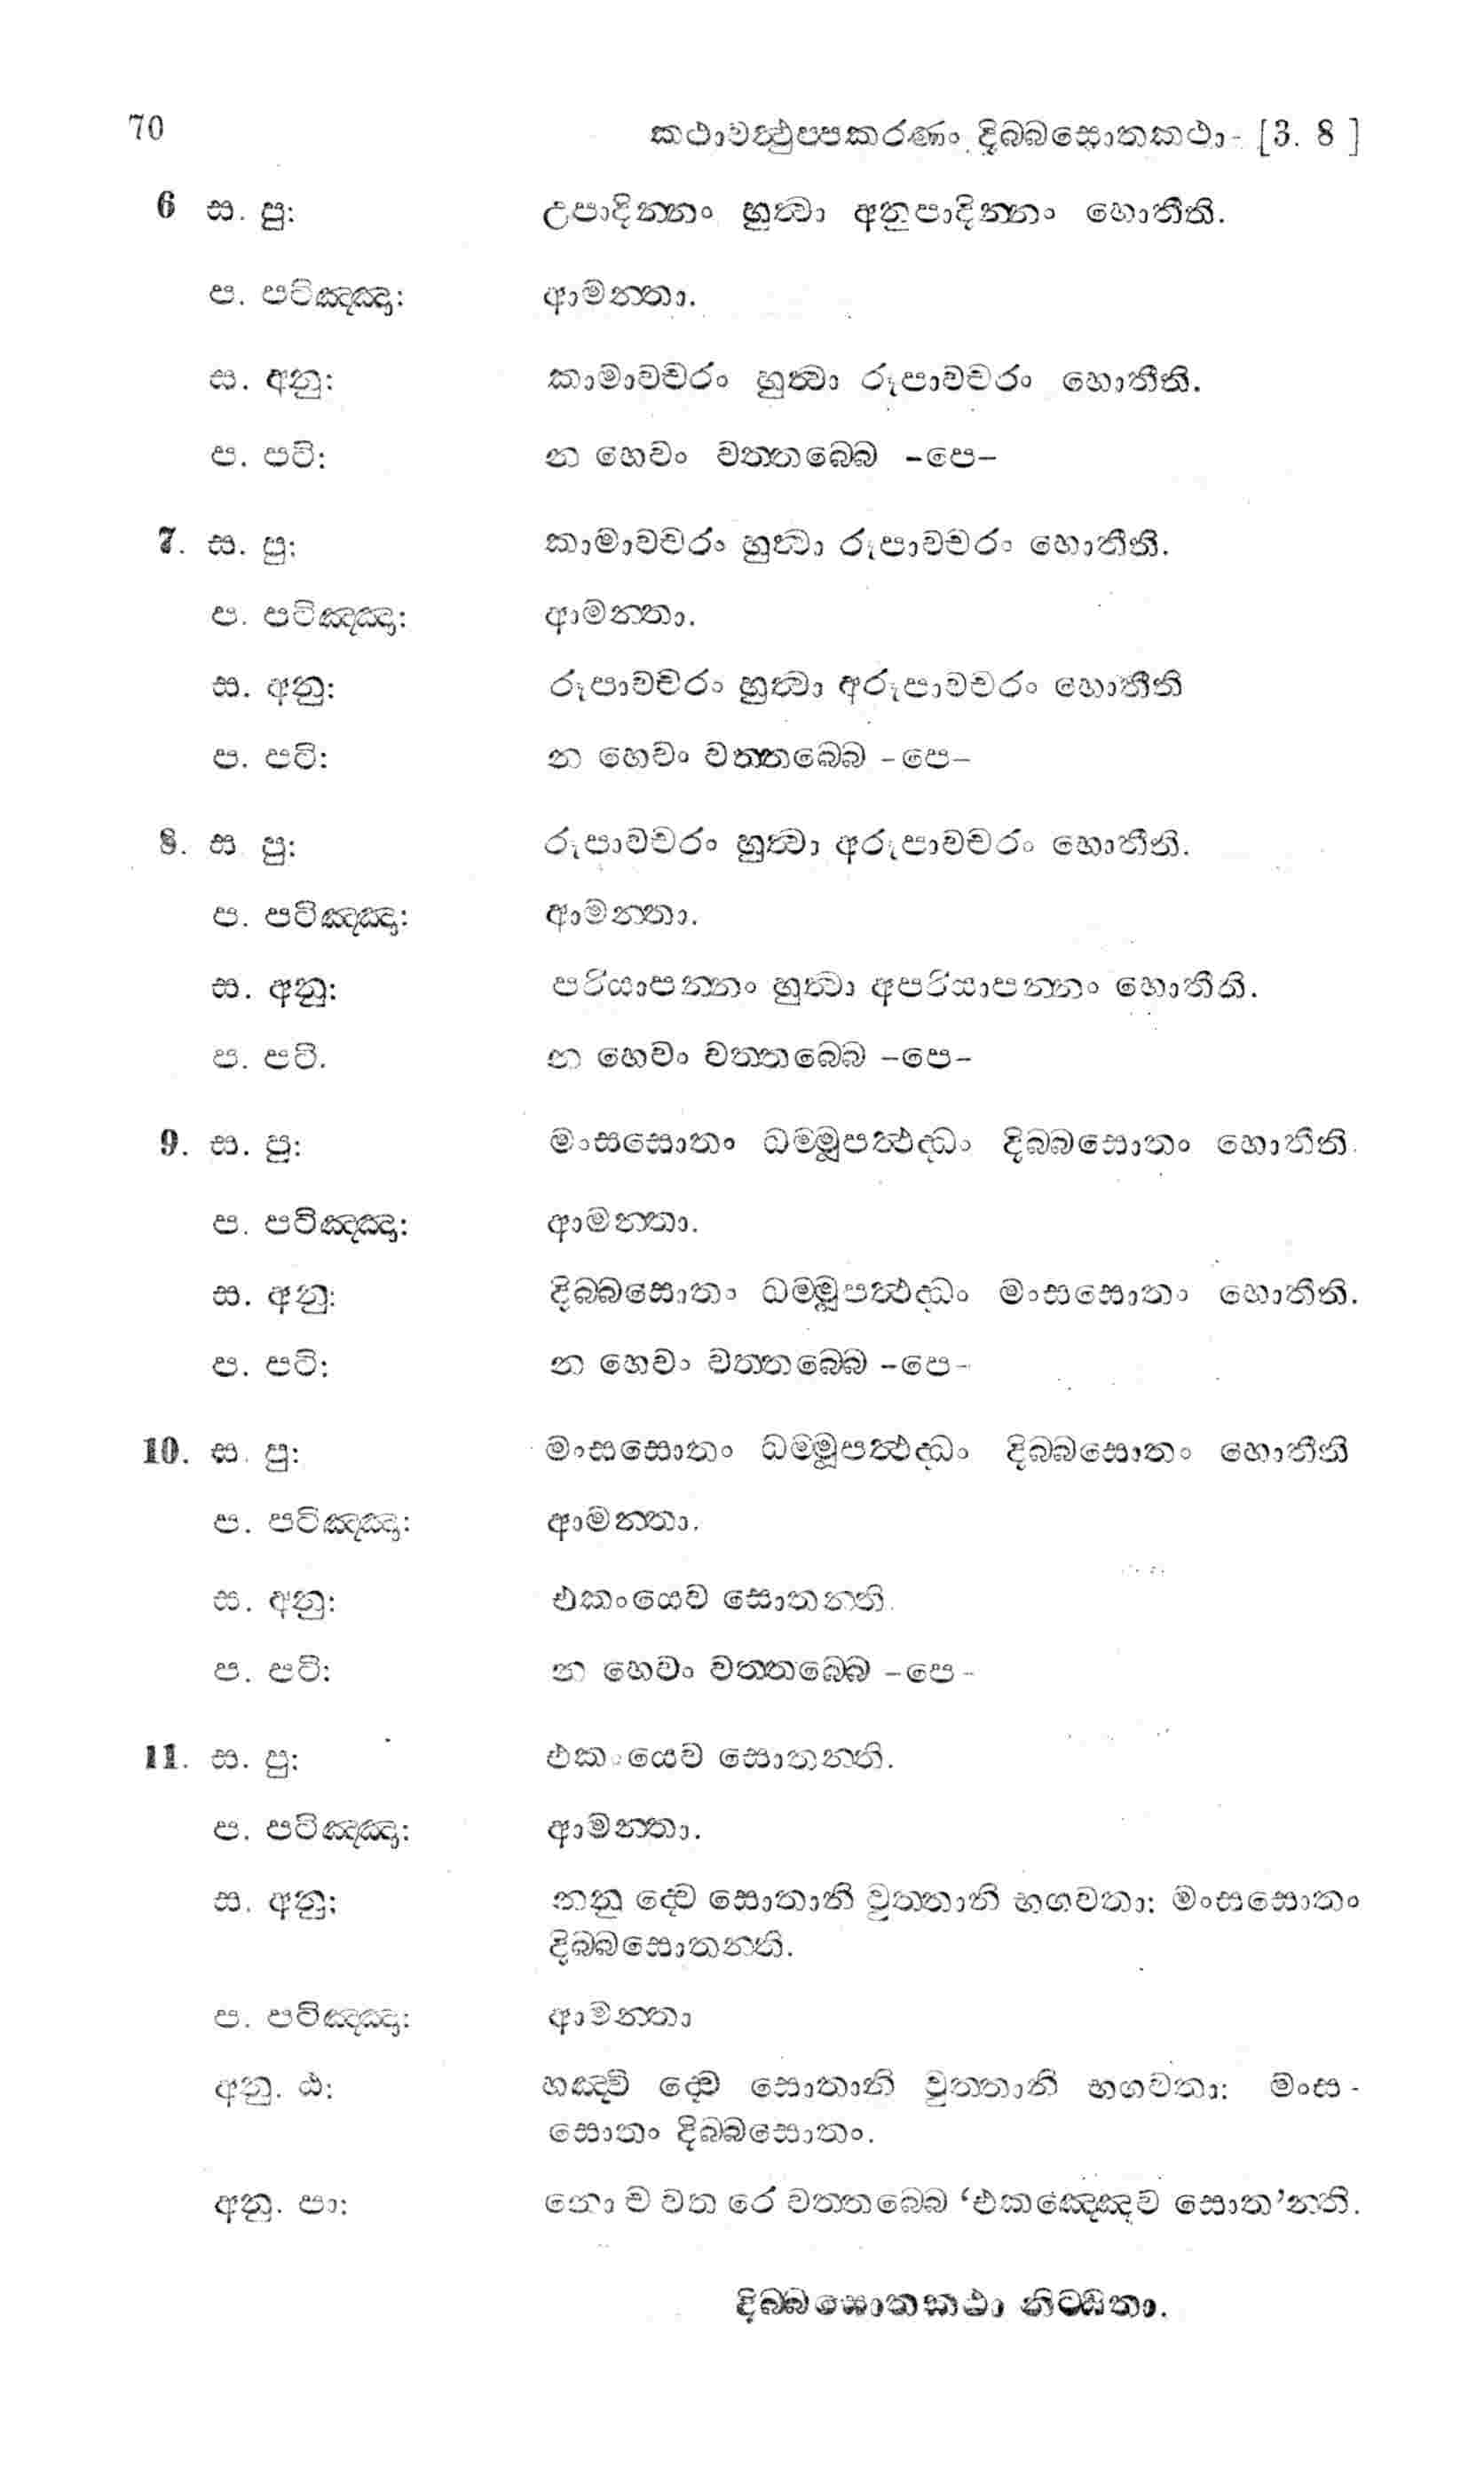 70 කථාවත්‍ථුප්පකරණං දිබ්බසොතකථා- [3. 8 ]
6 ස. පු: උපාදින්නං හුත්‍වා අනුපාදින්නං හොතීති.
ප. පටිඤ්ඤා: ආමන්තා.
ස. අනු: කාමාවචරං හුත්‍වා රූපාවචරං හොතීති.
ප. පටි: න හෙවං වත්තබ්බෙ -පෙ-
7. ස. පු: කාමාවචරං හුත්‍වා රූපාවචරං හොතීති.
ප. පටිඤ්ඤා: ආමන්තා.
ස. අනු: රූපාවචරං හුත්‍වා අරූපාවචරං හොතීති
ප. පටි: න හෙවං වත්තබ්බෙ -පෙ-
8. ස පු: රූපාවචරං හුත්‍වා අරූපාවචරං හොතීති.
ප. පටිඤ්ඤා: ආමන්තා.
ස. අනු: පරියාපන්නං හුත්‍වා අපරියාපන්නං හොතීති.
ප. පටි. න හෙවං වත්තබ්බෙ -පෙ-
9. ස. පු: මංසසොතං ධම්මූපත්‍ථද්ධං දිබ්බසොතං හොතීති.
ප. පටිඤ්ඤා: ආමන්තා.
ස. අනු: දිබ්බසොතං ධම්මූපත්‍ථද්ධං මංසසොතං හොතීති.
ප. පටි: න හෙවං වත්තබ්බෙ -පෙ-
10. ස. පු: මංසසොතං ධම්මූපත්‍ථද්ධං දිබ්බසොතං හොතීති
ප. පටිඤ්ඤා: ආමන්තා.
ස. අනු: එකංයෙව සොතන්ති.
ප. පටි: න හෙවං වත්තබ්බෙ -පෙ-
11. ස. පු: එකංයෙව සොතන්ති.
ප. පටිඤ්ඤා: ආමන්තා.
ස. අනු: නනු ද්වෙ සොතානි වුත්තානි භගවතා: මංසසොතං
දිබ්බසොතන්ති.
ප. පටිඤ්ඤා: ආමන්තා
අනු. ඨ: හඤ්චි ද්වෙ සොතානි වුත්තානි භගවතා: මංස-
සොතං දිබ්බසොතං.
අනු. පා: නො ච වත රෙ වත්තබ්බෙ ‘එකඤ්ඤෙව සොත’න්ති.
දිබ්බසොතකථා නිට්ඨිතා.